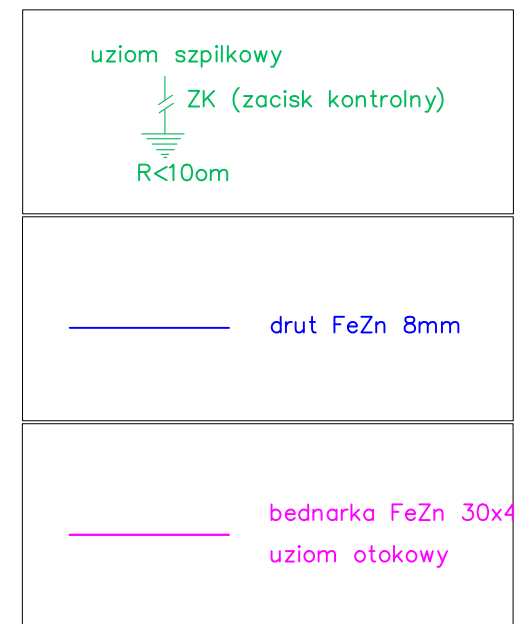 uziom szpilkowy
ZK (zacisk kontrolny)
R<10om
drut FeZn 8mm
bednarka FeZn 30x4
uziom otokowy